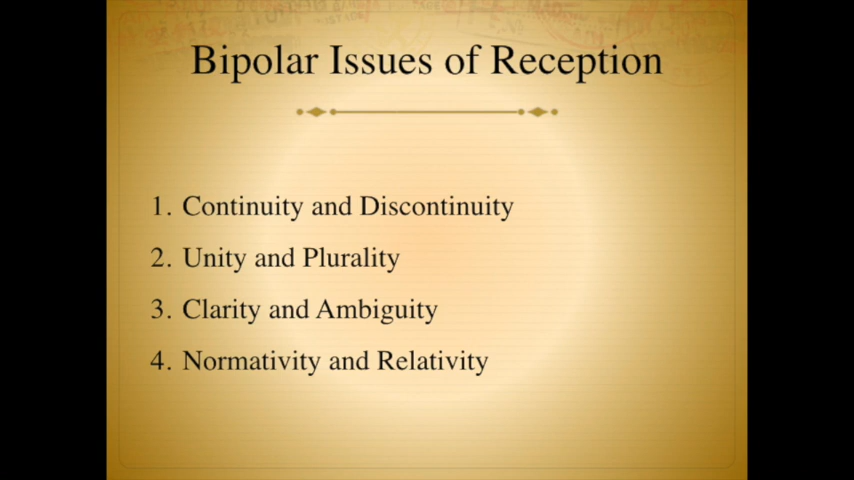 Bipolar Issues of Reception
1. Continuity and Discontinuity
2. Unity and Plurality
3. Clarity and Ambiguity
4. Normativity and Relativity